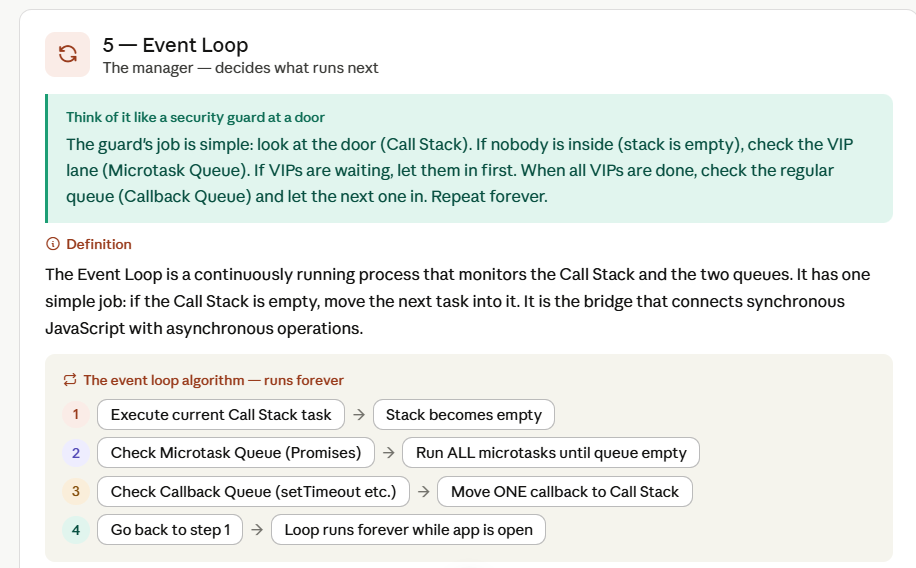 5 — Event Loop
The manager — decides what runs next
Think of it like a security guard at a door
The guard's job is simple: look at the door (Call Stack). If nobody is inside (stack is empty), check the VIP
lane (Microtask Queue). If VIPs are waiting, let them in first. When all VIPs are done, check the regular
queue (Callback Queue) and let the next one in. Repeat forever.
Definition
The Event Loop is a continuously running process that monitors the Call Stack and the two queues. It has one
simple job: if the Call Stack is empty, move the next task into it. It is the bridge that connects synchronous
JavaScript with asynchronous operations.
The event loop algorithm — runs forever
1 Execute current Call Stack task → Stack becomes empty
2 Check Microtask Queue (Promises) → Run ALL microtasks until queue empty
3 Check Callback Queue (setTimeout etc.) → Move ONE callback to Call Stack
4 Go back to step 1 → Loop runs forever while app is open